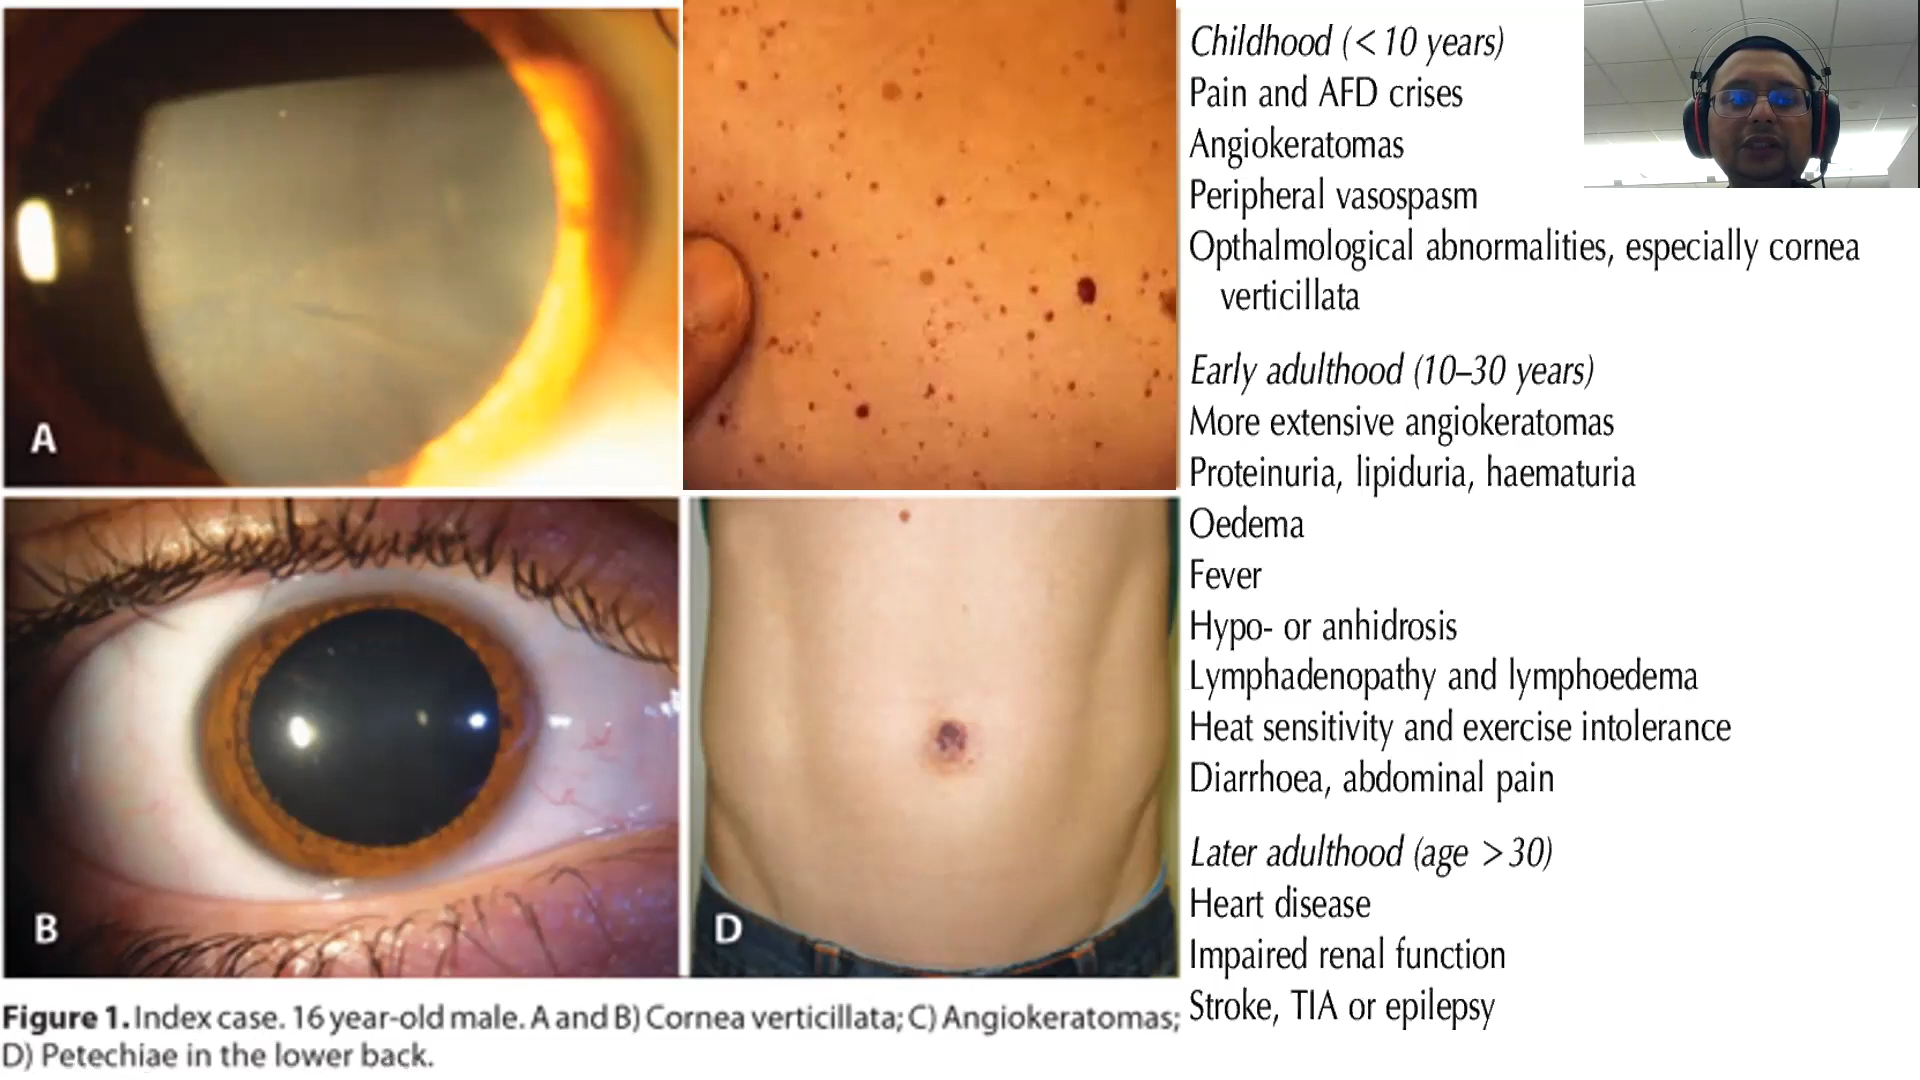 Childhood (<10 years)
Pain and AFD crises
Angiokeratomas
Peripheral vasospasm
Opthalmological abnormalities, especially cornea
verticillata
Early adulthood (10–30 years)
More extensive angiokeratomas
Proteinuria, lipiduria, haematuria
Oedema
Fever
Hypo- or anhidrosis
Lymphadenopathy and lymphoedema
Heat sensitivity and exercise intolerance
Diarrhoea, abdominal pain
Later adulthood (age >30)
Heart disease
Impaired renal function
Stroke, TIA or epilepsy
A
B
D
Figure 1. Index case. 16 year-old male. A and B) Cornea verticillata; C) Angiokeratomas;
D) Petechiae in the lower back.